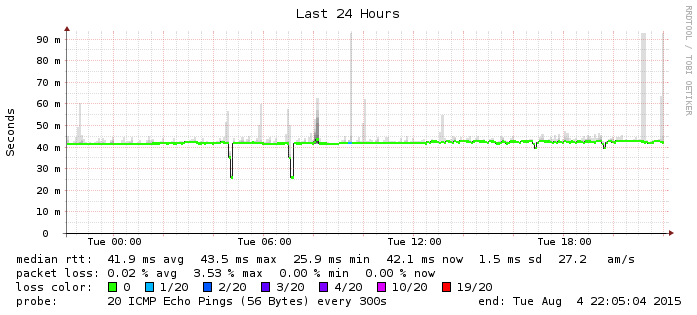 Last 24 Hours
RRDTOOL / TOBI OETIKER
Seconds
90 m
80 m
70 m
60 m
50 m
40 m
30 m
20 m
10 m
0
Tue 00:00 Tue 06:00 Tue 12:00 Tue 18:00
median rtt: 41.9 ms avg 43.5 ms max 25.9 ms min 42.1 ms now 1.5 ms sd 27.2 am/s
packet loss: 0.02 % avg 3.53 % max 0.00 % min 0.00 % now
loss color: 0 1/20 2/20 3/20 4/20 10/20 19/20
probe: 20 ICMP Echo Pings (56 Bytes) every 300s end: Tue Aug 4 22:05:04 2015